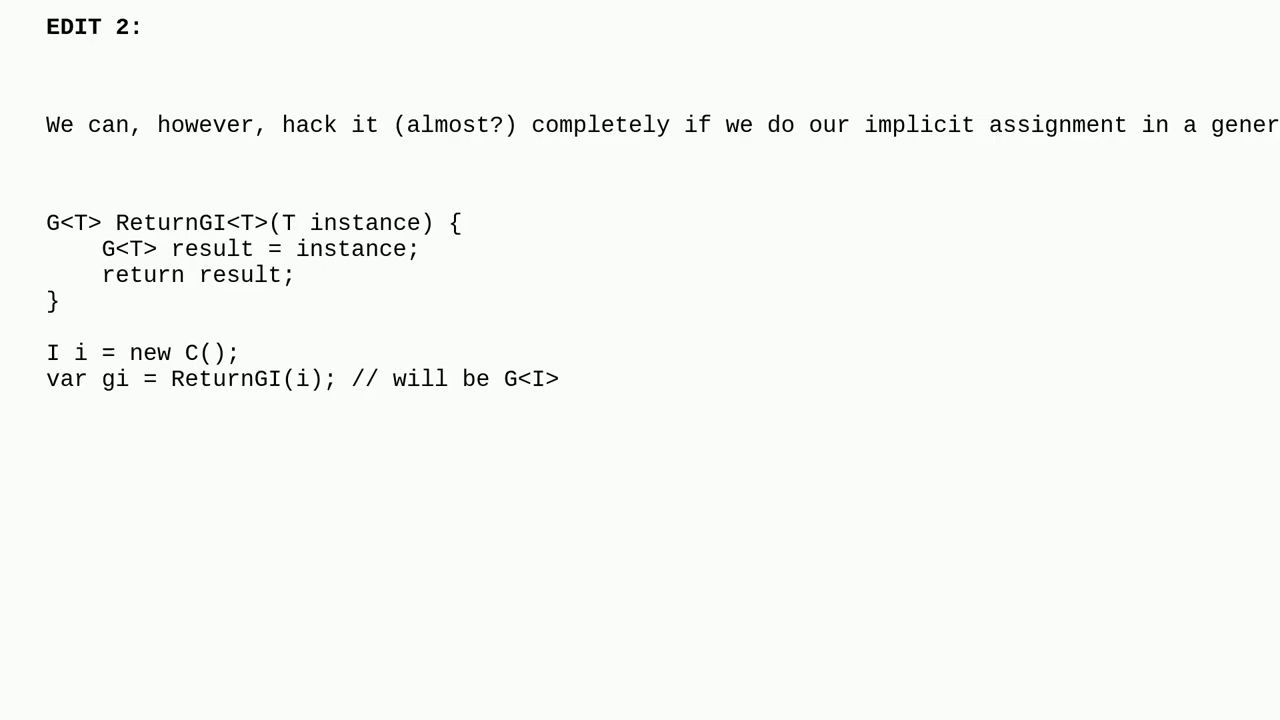 EDIT 2:
We can, however, hack it (almost?) completely if we do our implicit assignment in a gener
G<T> ReturnGI<T>(T instance) {
    G<T> result = instance;
    return result;
}
I i = new C();
var gi = ReturnGI(i); // will be G<I>